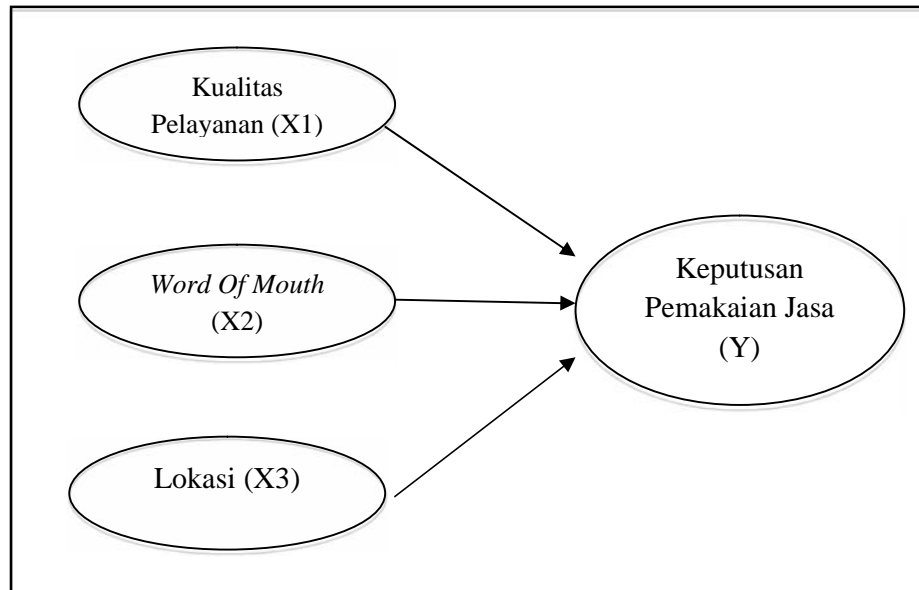 Kualitas
Pelayanan (X1)
Word Of Mouth
(X2)
Lokasi (X3)
Keputusan
Pemakaian Jasa
(Y)